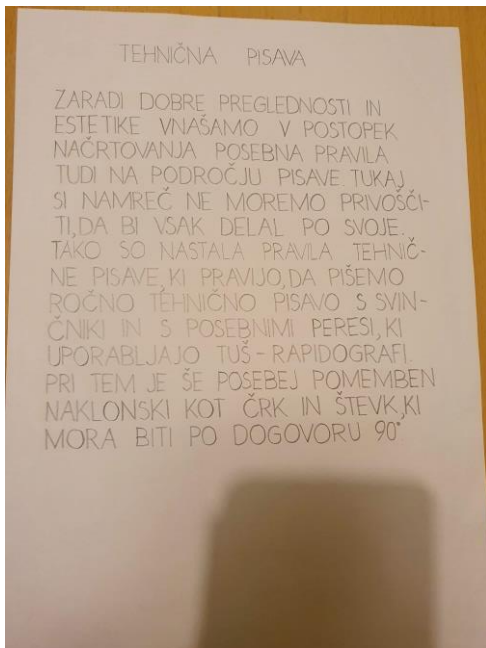 TEHNIČNA PISAVA
ZARADI DOBRE PREGLEDNOSTI IN
ESTETIKE VNAŠAMO V POSTOPEK
NAČRTOVANJA POSEBNA PRAVILA
TUDI NA PODROČJU PISAVE. TUKAJ
SI NAMREČ NE MOREMO PRIVOŠČI-
TI,DA BI VSAK DELAL PO SVOJE.
TAKO SO NASTALA PRAVILA TEHNIČ-
NE PISAVE,KI PRAVIJO,DA PIŠEMO
ROČNO TEHNIČNO PISAVO S SVIN-
ČNIKI IN S POSEBNIMI PERESI,KI
UPORABLJAJO TUŠ-RAPIDOGRAFI.
PRI TEM JE ŠE POSEBEJ POMEMBEN
NAKLONSKI KOT ČRK IN ŠTEVK,KI
MORA BITI PO DOGOVORU 90°